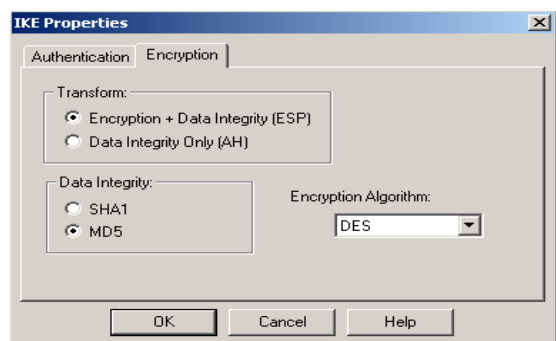 IKE Properties
Authentication Encryption
Transform:
Encryption + Data Integrity (ESP)
Data Integrity Only (AH)
Data Integrity:
SHA1
MD5
Encryption Algorithm:
DES
OK Cancel Help